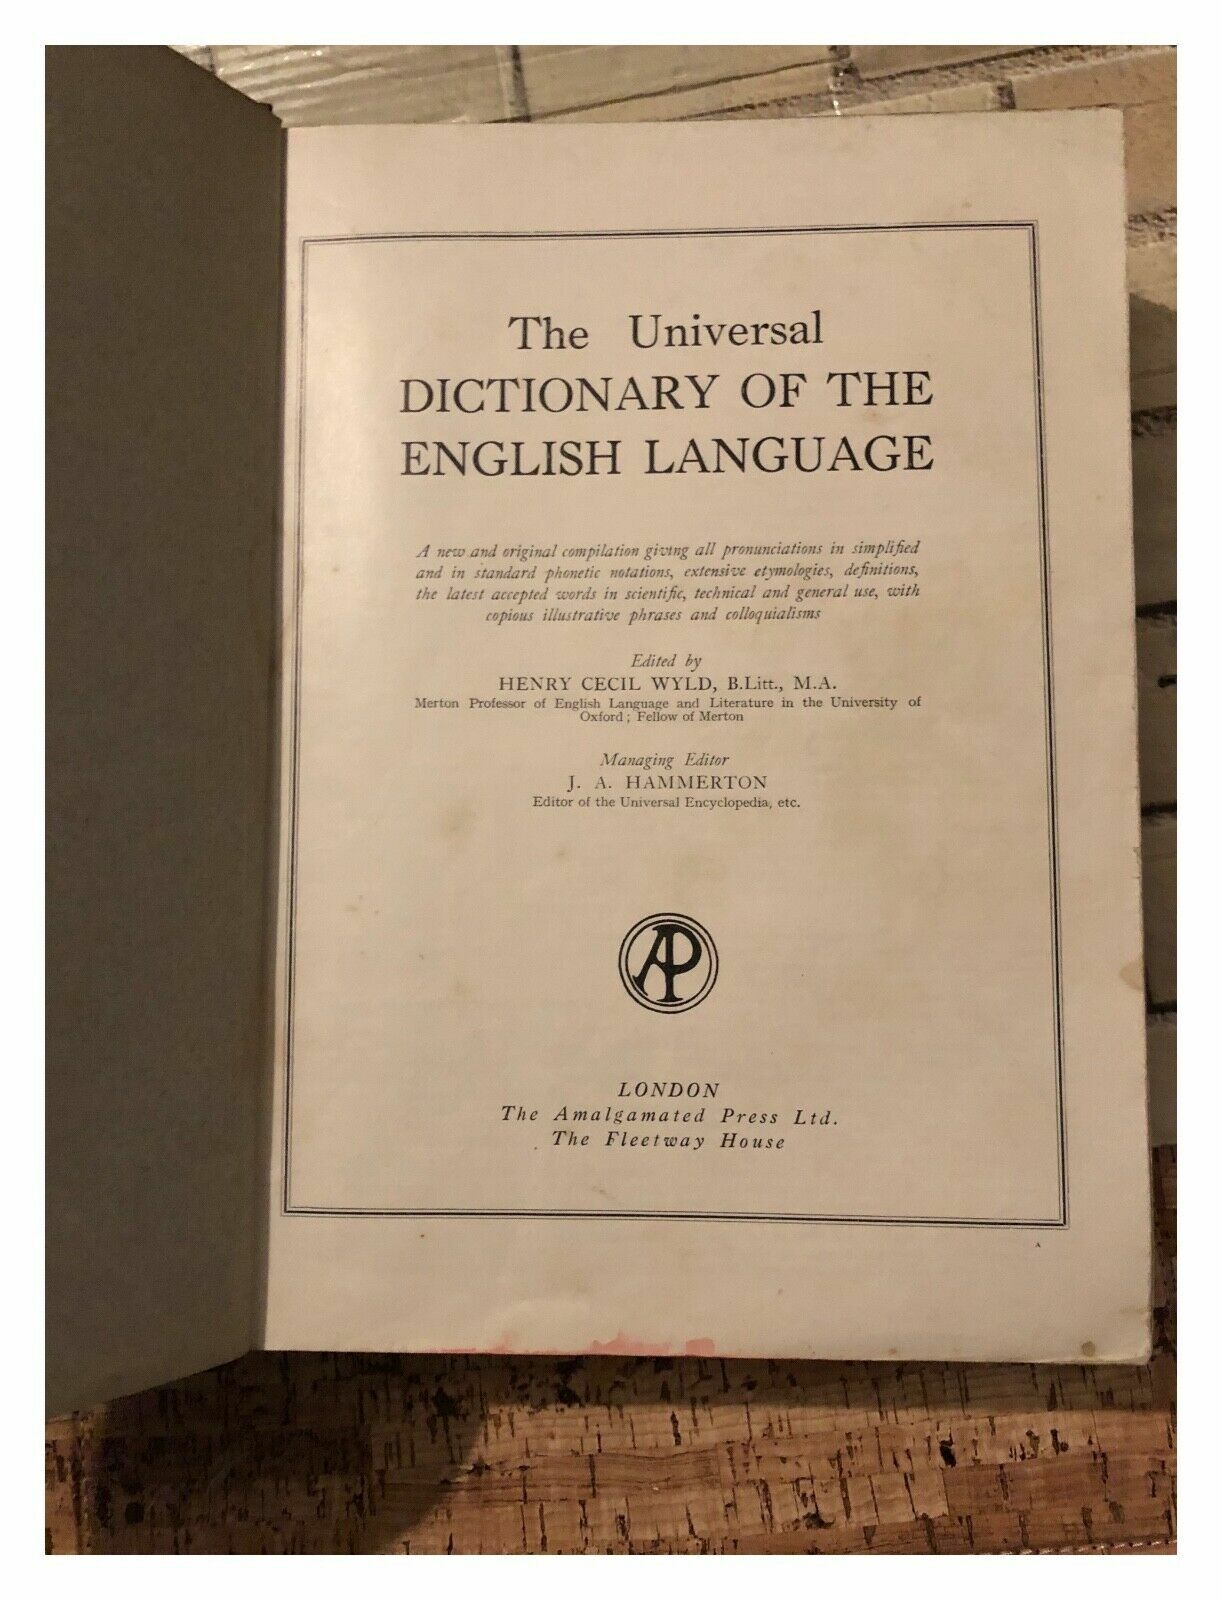 The Universal
DICTIONARY OF THE
ENGLISH LANGUAGE
A new and original compilation giving all pronunciations in simplified
and in standard phonetic notations, extensive etymologies, definitions,
the latest accepted words in scientific, technical and general use, with
copious illustrative phrases and colloquialisms
Edited by
HENRY CECIL WYLD, B.Litt., M.A.
Merton Professor of English Language and Literature in the University of
Oxford; Fellow of Merton
Managing Editor
J. A. HAMMERTON
Editor of the Universal Encyclopedia, etc.
AP
LONDON
The Amalgamated Press Ltd.
The Fleetway House
A